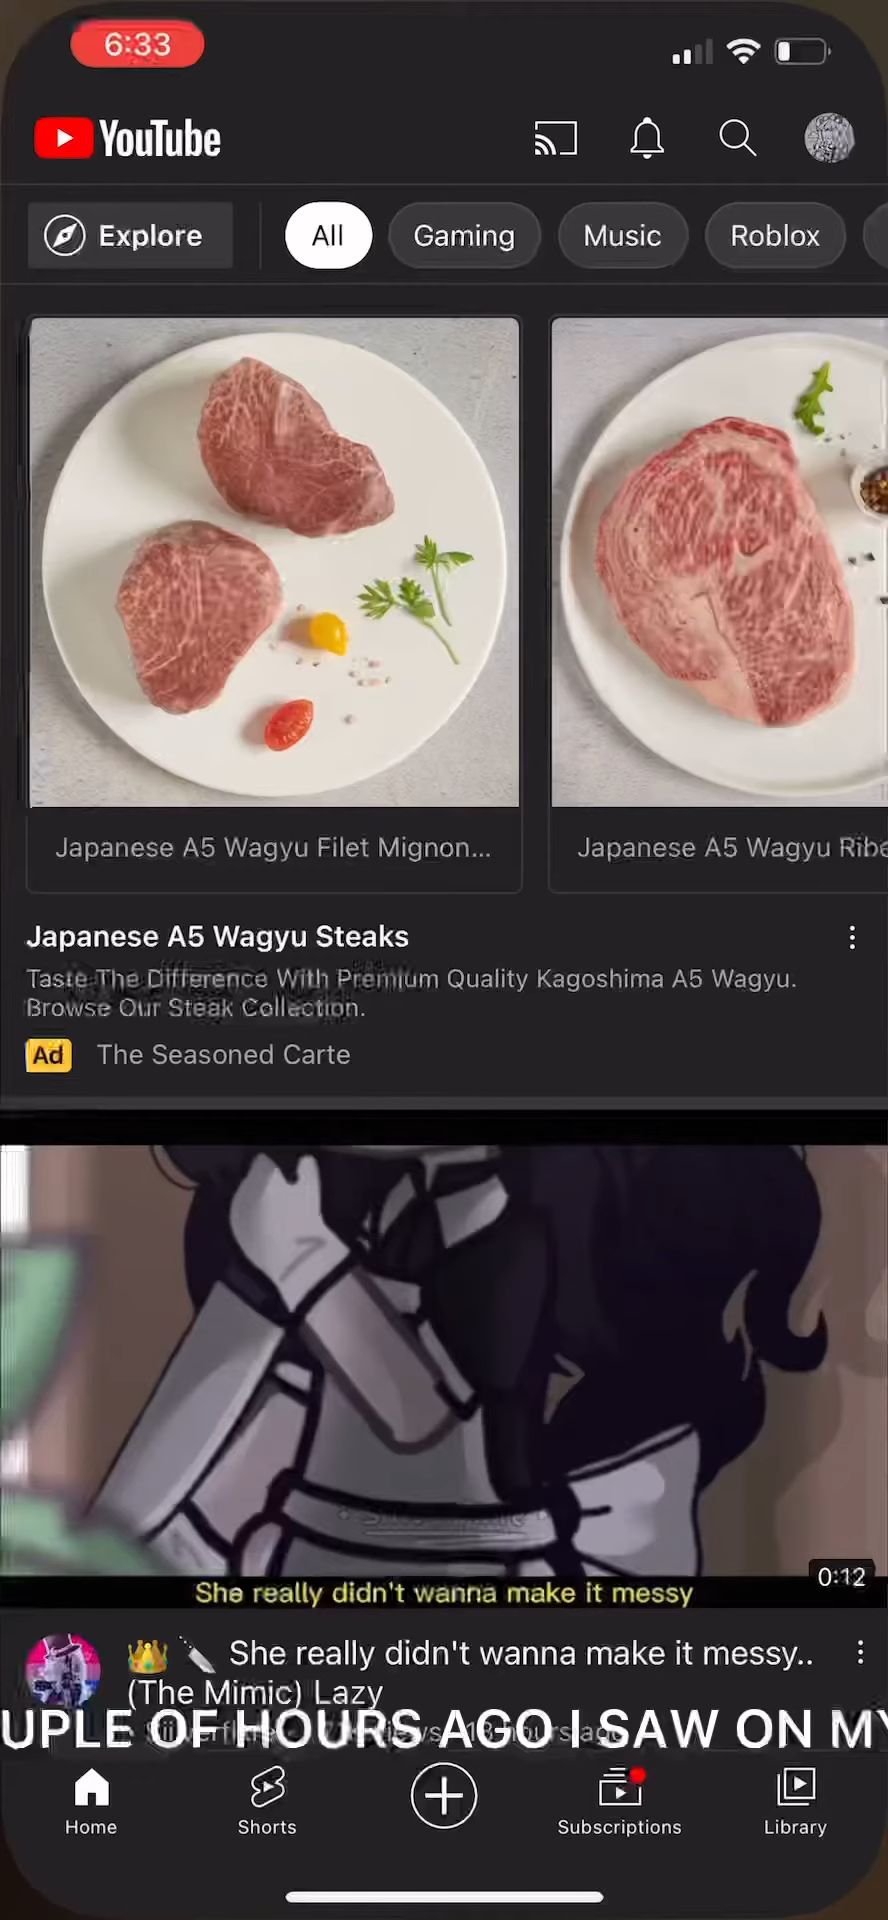 6:33
YouTube
Explore
All
Gaming
Music
Roblox
Japanese A5 Wagyu Filet Mignon...
Japanese A5 Wagyu Ribe
Japanese A5 Wagyu Steaks
Taste The Difference With Premium Quality Kagoshima A5 Wagyu.
Browse Our Steak Collection.
Ad
The Seasoned Carte
She really didn't wanna make it messy
0:12
She really didn't wanna make it messy..
(The Mimic) Lazy
UPLE OF HOURS AGO I SAW ON MY
Home
Shorts
Subscriptions
Library